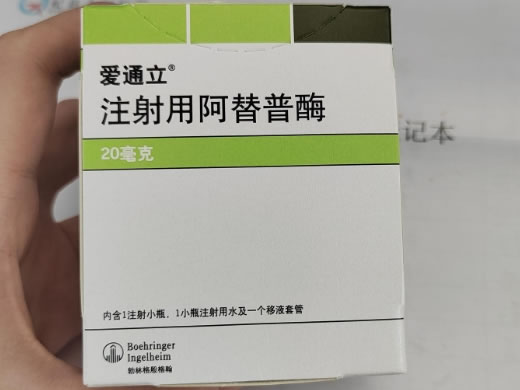 爱通立®
注射用阿替普酶
20毫克
记本
内含1注射小瓶，1小瓶注射用水及一个移液套管
Boehringer
Ingelheim
勃林格殷格翰